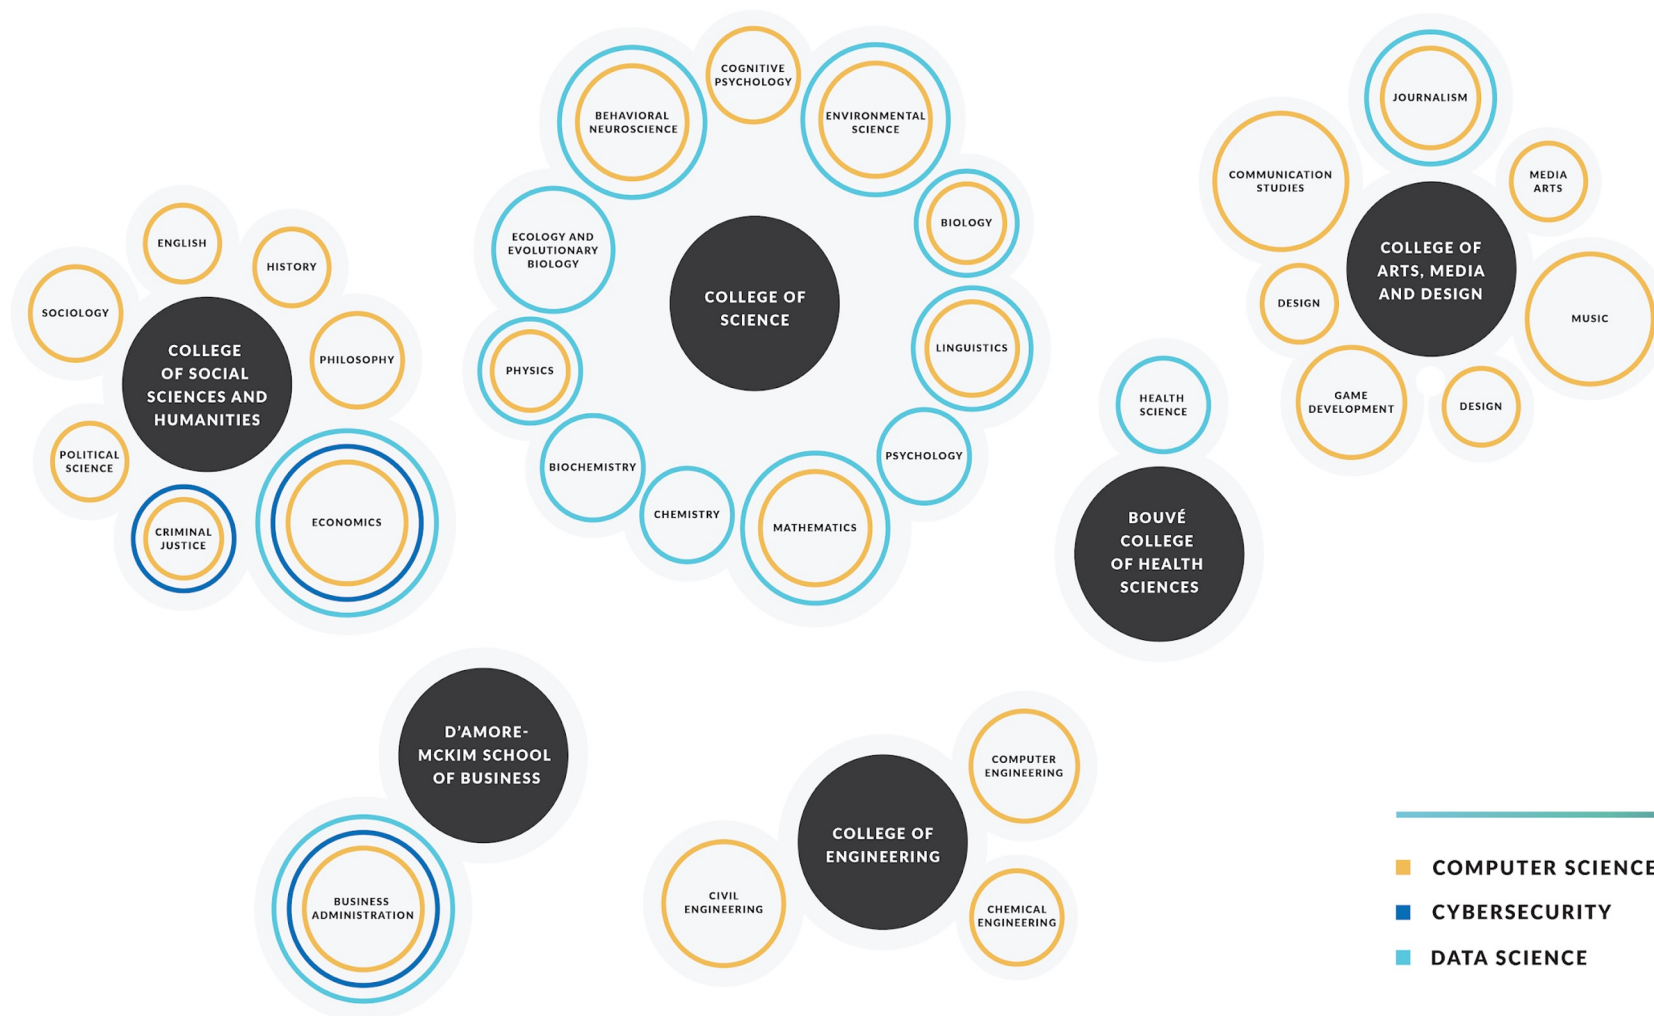 COGNITIVE
PSYCHOLOGY
BEHAVIORAL
NEUROSCIENCE
ENVIRONMENTAL
SCIENCE
BIOLOGY
ECOLOGY AND
EVOLUTIONARY
BIOLOGY
COLLEGE OF
SCIENCE
LINGUISTICS
PHYSICS
PSYCHOLOGY
BIOCHEMISTRY
CHEMISTRY
MATHEMATICS
JOURNALISM
COMMUNICATION
STUDIES
MEDIA
ARTS
COLLEGE OF
ARTS, MEDIA
AND DESIGN
DESIGN
MUSIC
GAME
DEVELOPMENT
DESIGN
ENGLISH
HISTORY
SOCIOLOGY
PHILOSOPHY
COLLEGE
OF SOCIAL
SCIENCES AND
HUMANITIES
POLITICAL
SCIENCE
CRIMINAL
JUSTICE
ECONOMICS
HEALTH
SCIENCE
BOUVÉ
COLLEGE
OF HEALTH
SCIENCES
D'AMORE-
MCKIM SCHOOL
OF BUSINESS
BUSINESS
ADMINISTRATION
COMPUTER
ENGINEERING
COLLEGE OF
ENGINEERING
CIVIL
ENGINEERING
CHEMICAL
ENGINEERING
COMPUTER SCIENCE
CYBERSECURITY
DATA SCIENCE